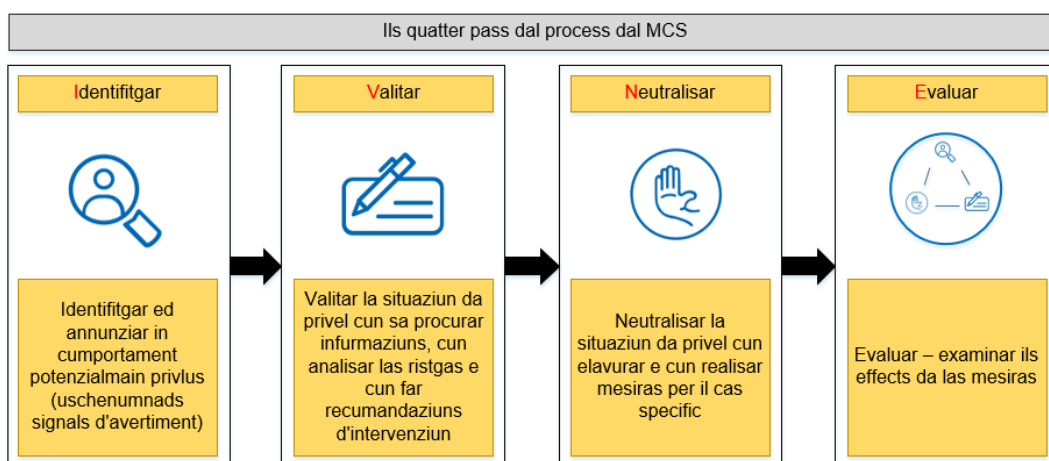 Ils quatter pass dal process dal MCS
Identifitgar
Identifitgar ed
annunziar in
cumportament
potenzialmain privlus
(uschenumnads
signals d'avertiment)
Valitar
Valitar la situaziun da
privel cun sa procurar
infurmaziuns, cun
analisar las ristgas e
cun far
recumandaziuns
d'intervenziun
Neutralisar
Neutralisar la
situaziun da privel cun
elavurar e cun realisar
mesiras per il cas
specific
Evaluar
Evaluar – examinar ils
effects da las mesiras